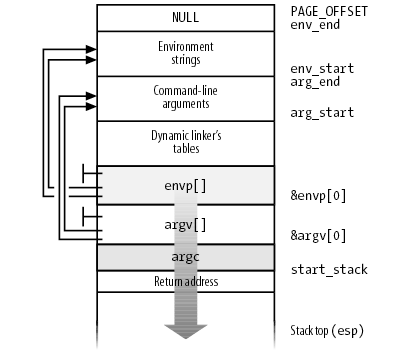 NULL
PAGE_OFFSET
env_end
Environment
strings
env_start
arg_end
Command-line
arguments
arg_start
Dynamic linker's
tables
envp[]
&envp[0]
argv[]
&argv[0]
argc
start_stack
Return address
Stack top (esp)